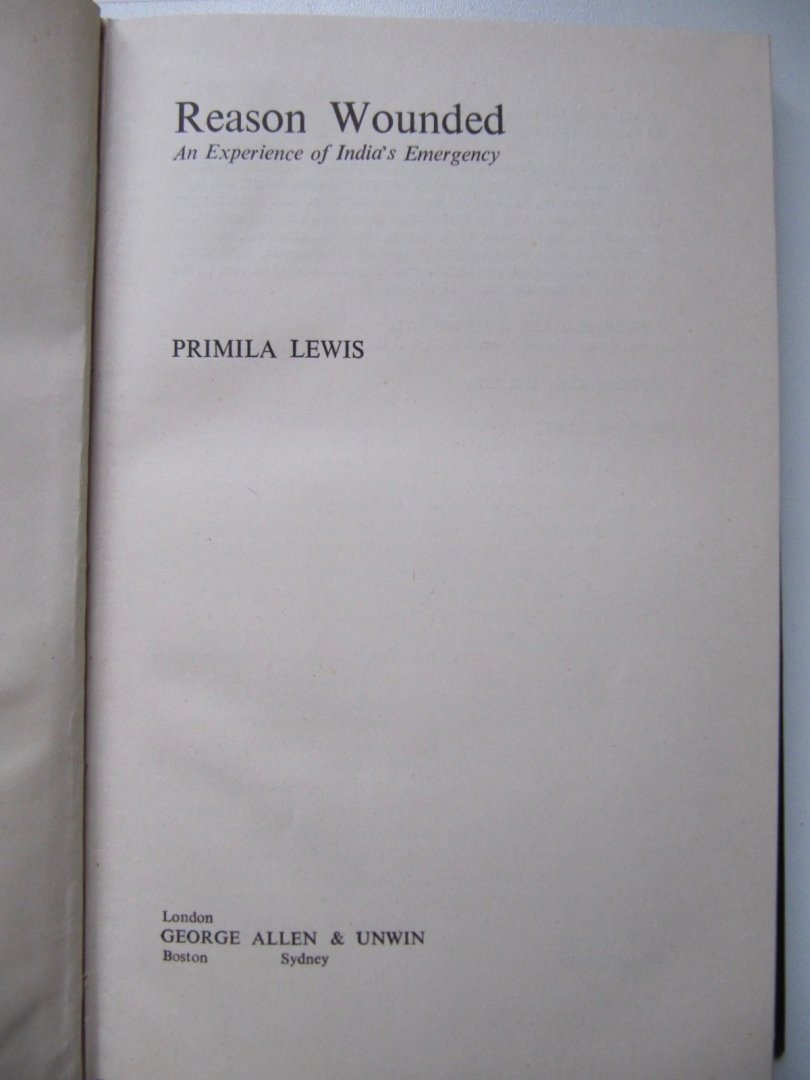 Reason Wounded
An Experience of India's Emergency
PRIMILA LEWIS
London
GEORGE ALLEN & UNWIN
Boston Sydney